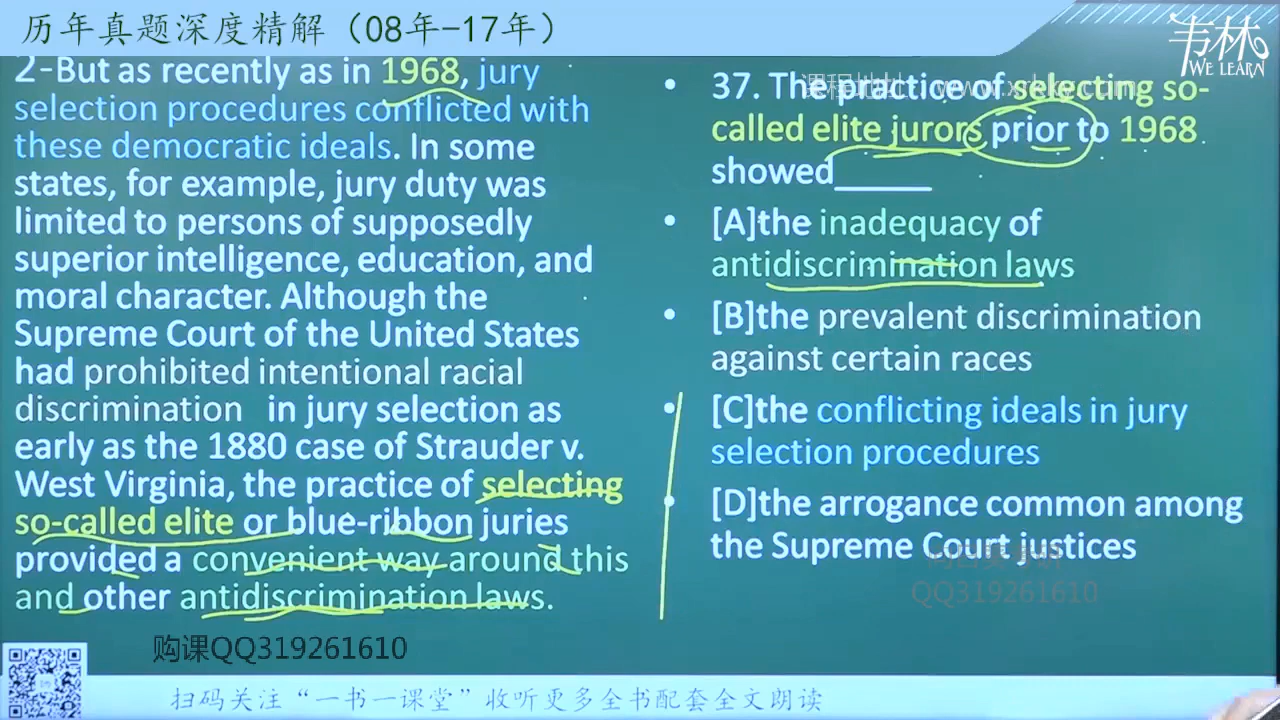 历年真题深度精解（08年-17年）
韦林
WE LEARN
2-But as recently as in 1968, jury
selection procedures conflicted with
these democratic ideals. In some
states, for example, jury duty was
limited to persons of supposedly
superior intelligence, education, and
moral character. Although the
Supreme Court of the United States
had prohibited intentional racial
discrimination in jury selection as
early as the 1880 case of Strauder v.
West Virginia, the practice of selecting
so-called elite or blue-ribbon juries
provided a convenient way around this
and other antidiscrimination laws.
• 37. The practice of selecting so-
called elite jurors prior to 1968
showed______
• [A]the inadequacy of
antidiscrimination laws
• [B]the prevalent discrimination
against certain races
• [C]the conflicting ideals in jury
selection procedures
• [D]the arrogance common among
the Supreme Court justices
QQ319261610
购课QQ319261610
扫码关注“一书一课堂”收听更多全书配套全文朗读